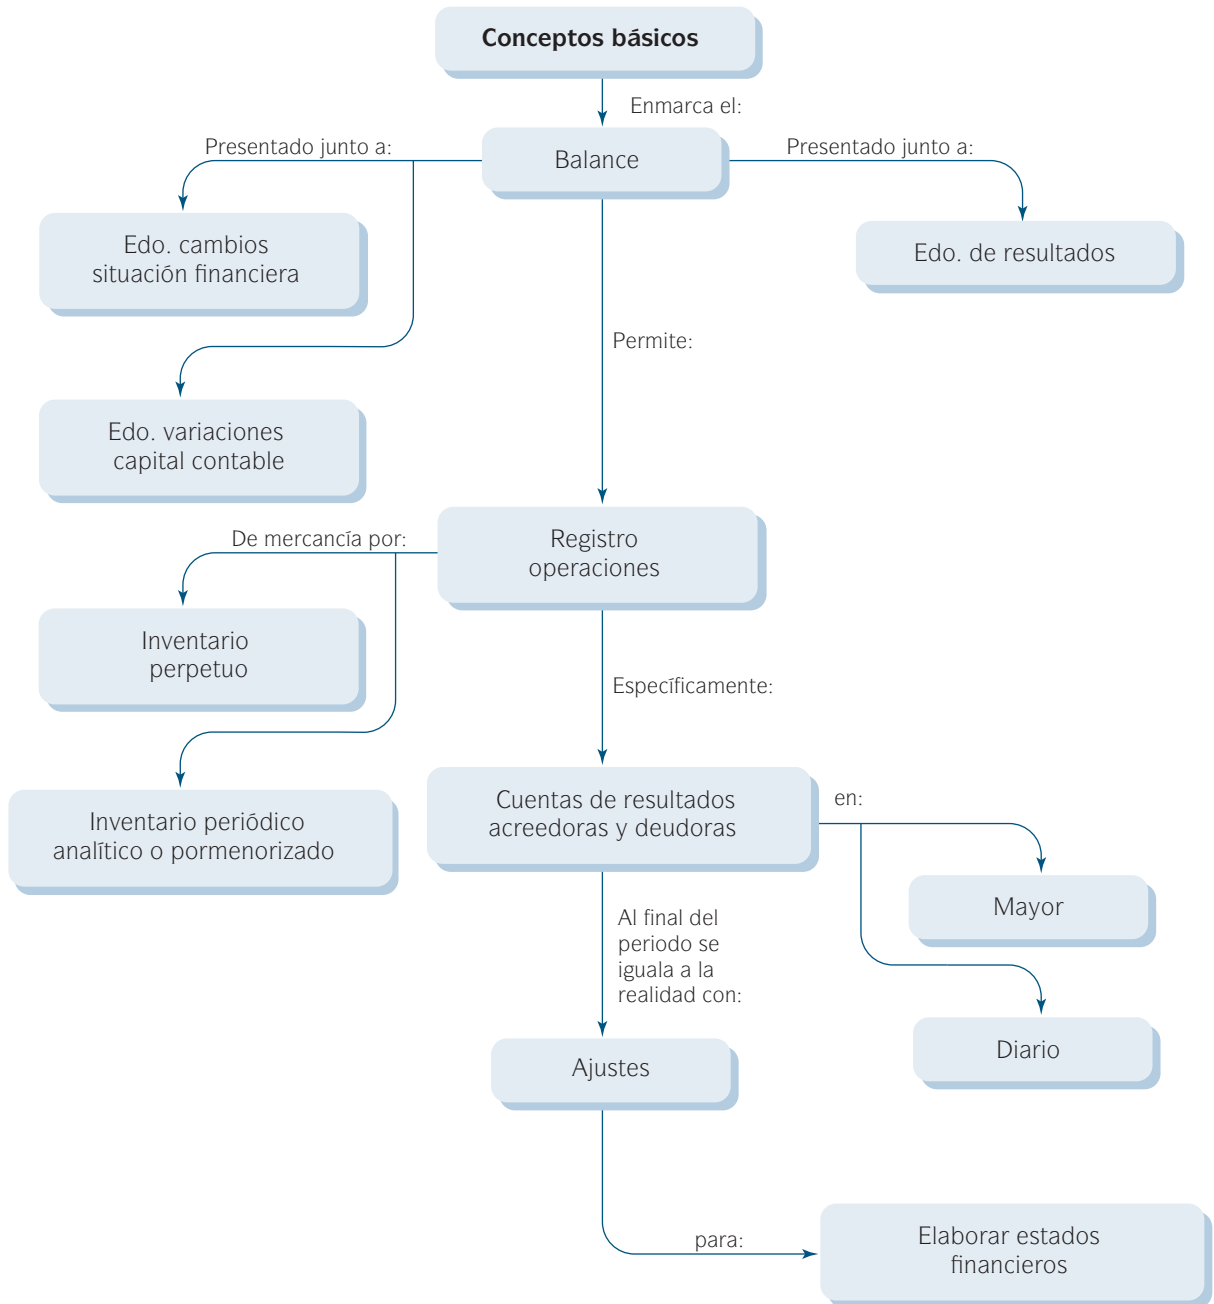 Conceptos básicos
Enmarca el:
Presentado junto a:
Balance
Presentado junto a:
Edo. cambios
situación financiera
Edo. de resultados
Permite:
Edo. variaciones
capital contable
De mercancía por:
Registro
operaciones
Inventario
perpetuo
Específicamente:
Inventario periódico
analítico o pormenorizado
Cuentas de resultados
acreedoras y deudoras
en:
Mayor
Al final del
periodo se
iguala a la
realidad con:
Diario
Ajustes
para:
Elaborar estados
financieros